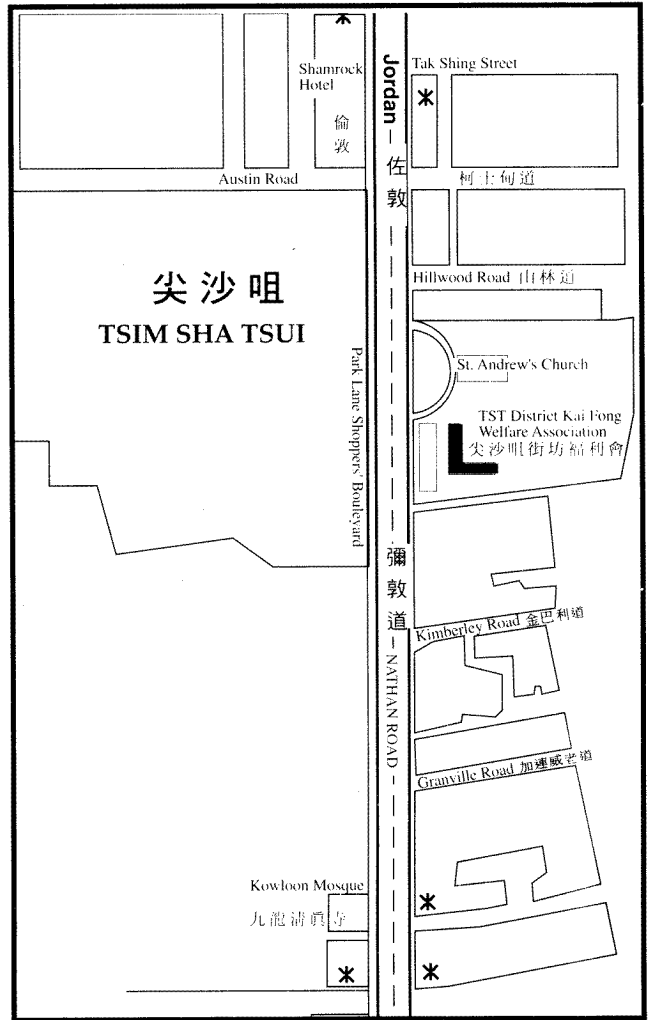 Shamrock
Hotel
倫敦
Jordan
佐敦
Tak Shing Street
Austin Road
柯士甸道
尖沙咀
TSIM SHA TSUI
Hillwood Road 山林道
St. Andrew's Church
Park Lane Shoppers' Bouleyard
TST District Kai Fong
Welfare Association
尖沙咀街坊福利會
彌敦道
NATHAN ROAD
Kimberley Road 金巴利道
Granville Road 加連威老道
Kowloon Mosque
九龍清眞寺